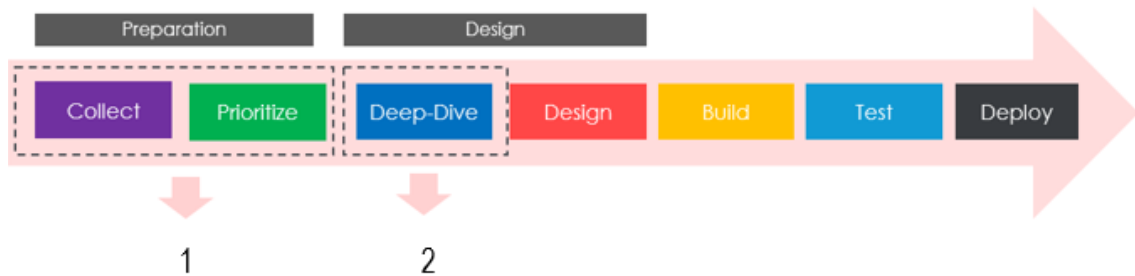 Preparation
Design
Collect
Prioritize
Deep-Dive
Design
Build
Test
Deploy
1
2